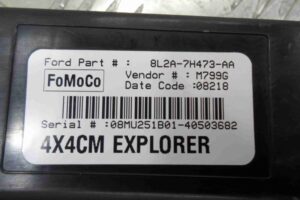 Ford Part # : 8L2A-7H473-AA
FoMoCo
Vendor # : M799G
Date Code :08218
Serial # :08MU251B01-40503682
4X4CM EXPLORER